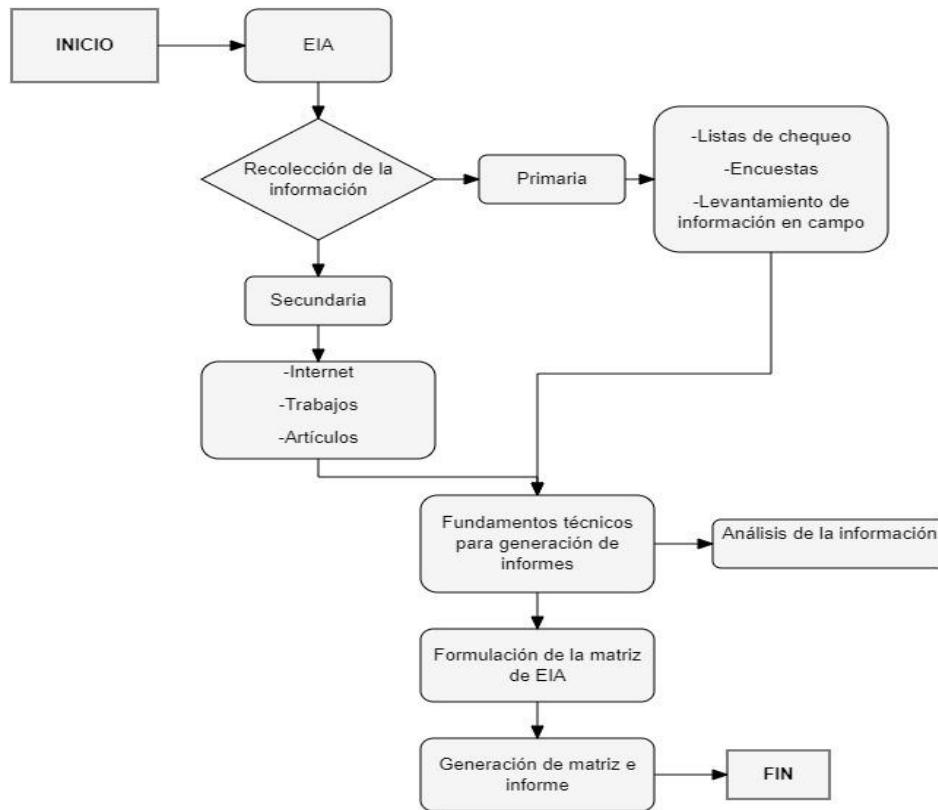 INICIO
EIA
Recolección de la
información
Primaria
-Listas de chequeo
-Encuestas
-Levantamiento de
información en campo
Secundaria
-Internet
-Trabajos
-Artículos
Fundamentos técnicos
para generación de
informes
Análisis de la información
Formulación de la matriz
de EIA
Generación de matriz e
informe
FIN